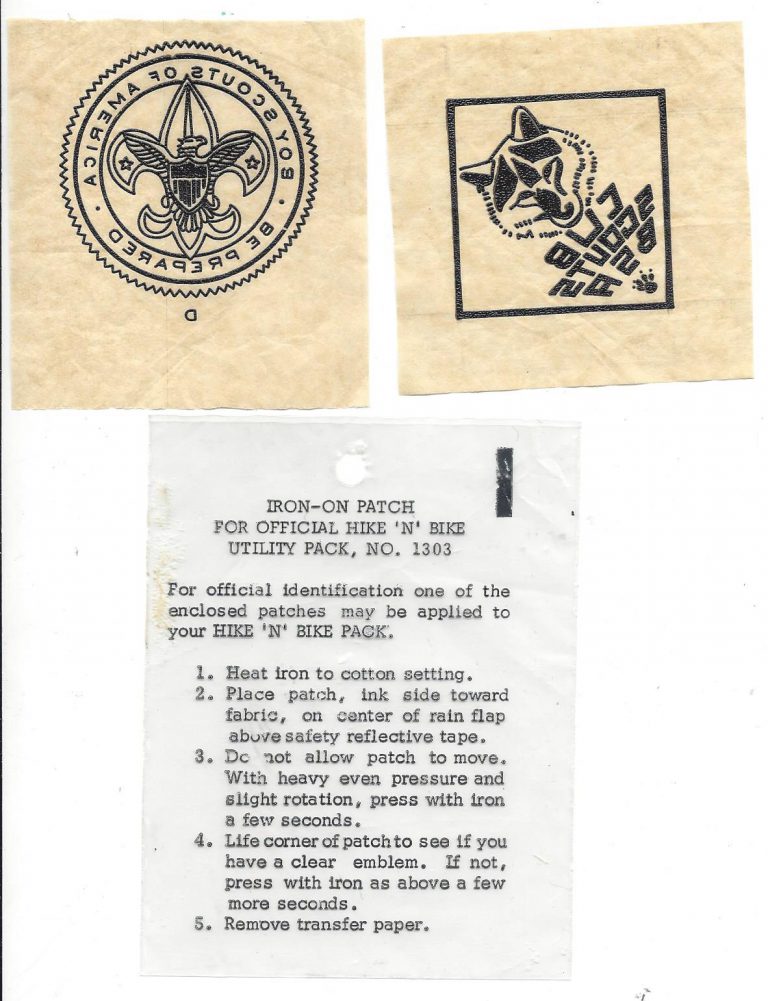 BOY SCOUTS OF AMERICA
• BE PREPARED •
D
CUB
SCOUTS
BSA
IRON-ON PATCH
FOR OFFICIAL HIKE 'N' BIKE
UTILITY PACK, NO. 1303
For official identification one of the
enclosed patches may be applied to
your HIKE 'N' BIKE PACK.
1. Heat iron to cotton setting.
2. Place patch, ink side toward
fabric, on center of rain flap
above safety reflective tape.
3. Do not allow patch to move.
With heavy even pressure and
slight rotation, press with iron
a few seconds.
4. Life corner of patch to see if you
have a clear emblem. If not,
press with iron as above a few
more seconds.
5. Remove transfer paper.